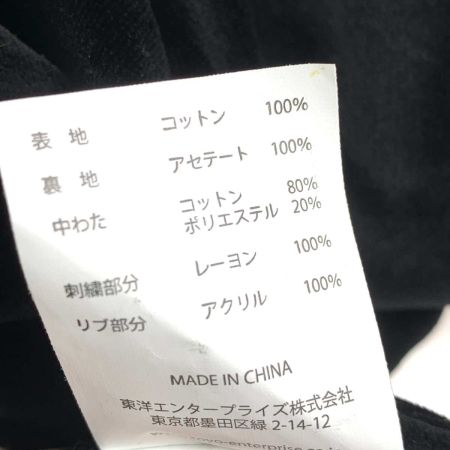 表 地 コットン 100%
裏 地 アセテート 100%
中わた コットン 80%
ポリエステル 20%
刺繍部分 レーヨン 100%
リブ部分 アクリル 100%
MADE IN CHINA
東洋エンタープライズ株式会社
東京都墨田区緑 2-14-12